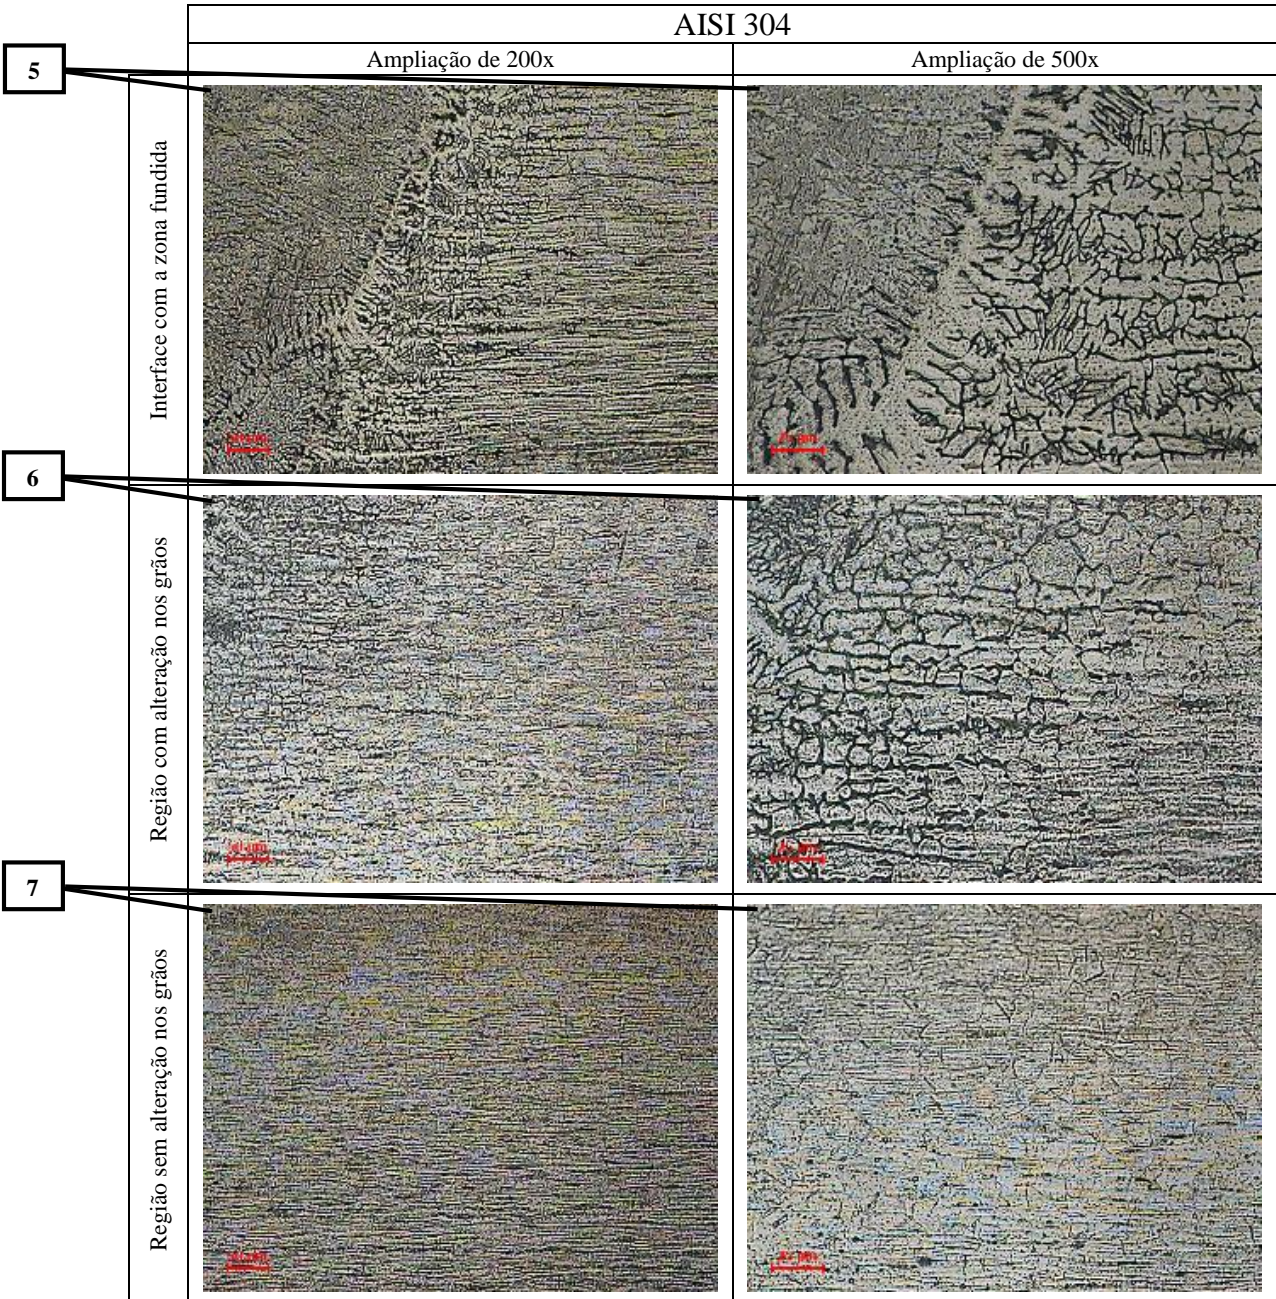 AISI 304
Ampliação de 200x
Ampliação de 500x
5
Interface com a zona fundida
6
Região com alteração nos grãos
7
Região sem alteração nos grãos